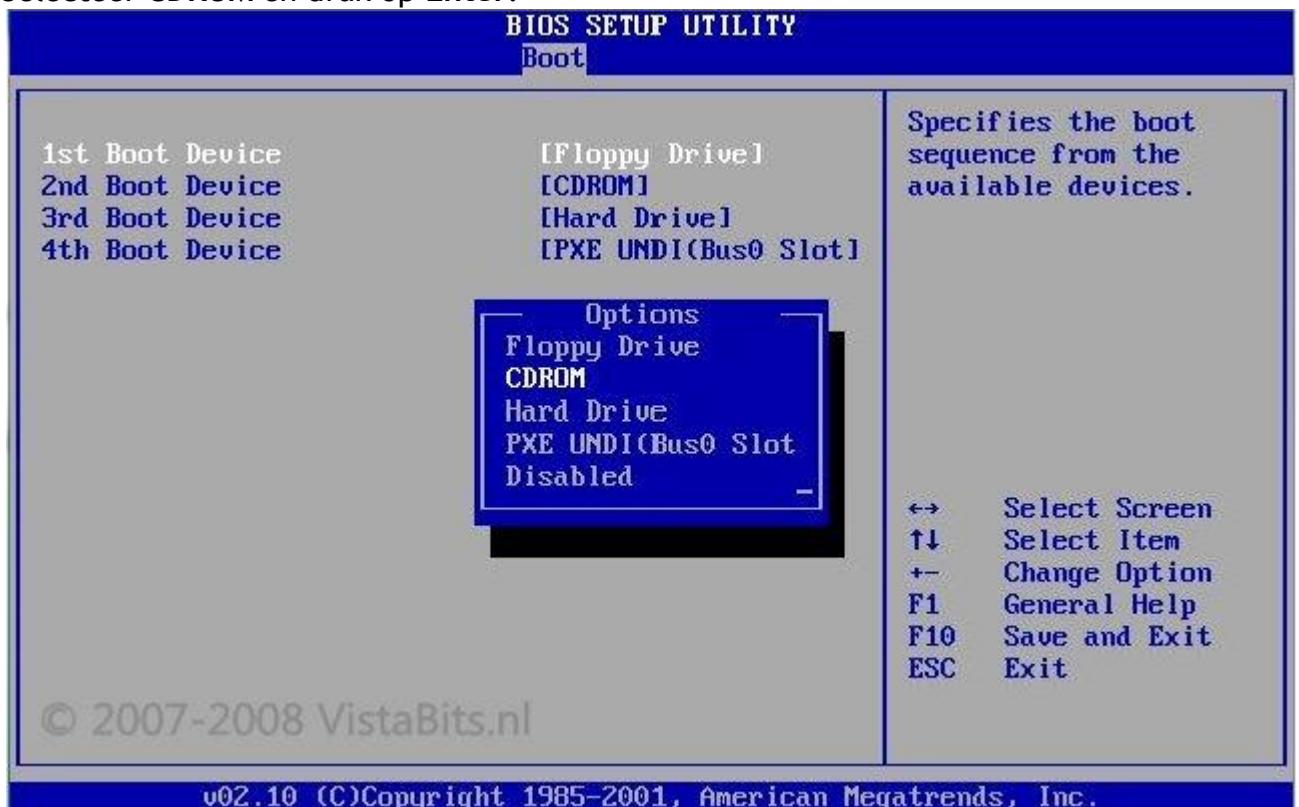 BIOS SETUP UTILITY
Boot
1st Boot Device [Floppy Drive]
2nd Boot Device [CDROM]
3rd Boot Device [Hard Drive]
4th Boot Device [PXE UNDI(Bus0 Slot]
Options
Floppy Drive
CDROM
Hard Drive
PXE UNDI(Bus0 Slot
Disabled
Specifies the boot
sequence from the
available devices.
←→ Select Screen
↑↓ Select Item
+- Change Option
F1 General Help
F10 Save and Exit
ESC Exit
© 2007-2008 VistaBits.nl
v02.10 (C)Copyright 1985-2001, American Megatrends, Inc.